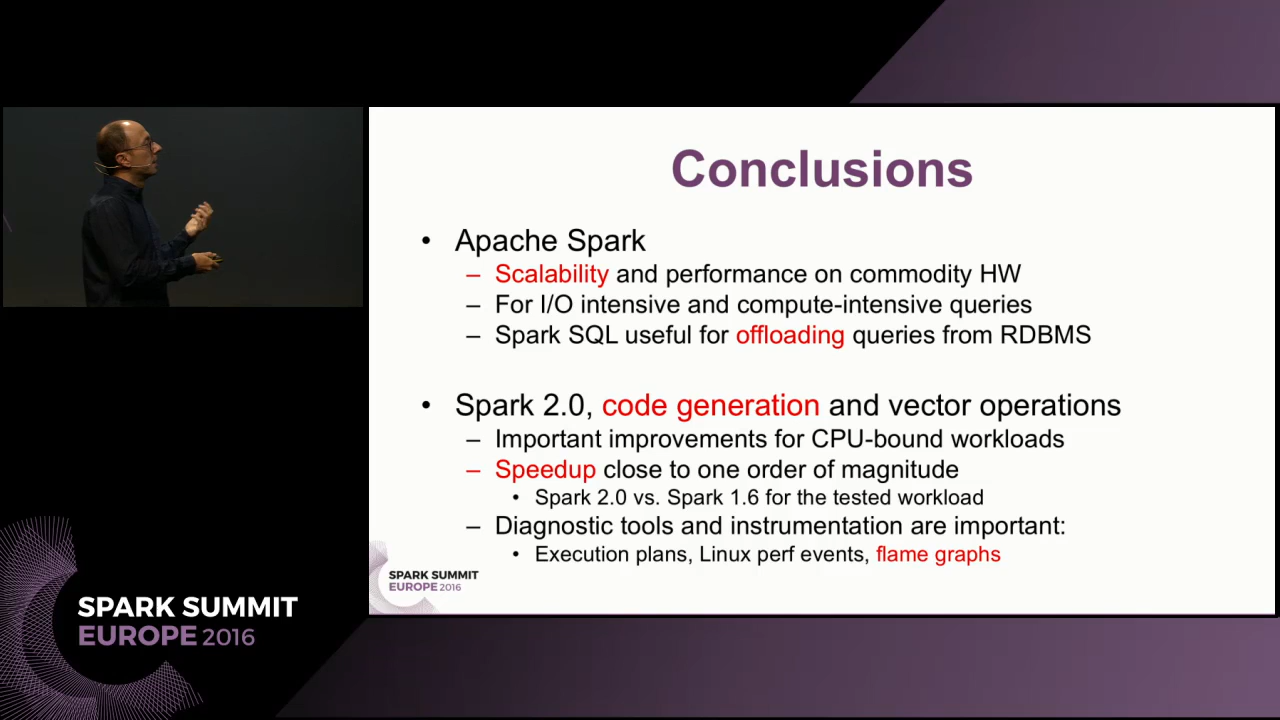 Conclusions
• Apache Spark
– Scalability and performance on commodity HW
– For I/O intensive and compute-intensive queries
– Spark SQL useful for offloading queries from RDBMS
• Spark 2.0, code generation and vector operations
– Important improvements for CPU-bound workloads
– Speedup close to one order of magnitude
• Spark 2.0 vs. Spark 1.6 for the tested workload
– Diagnostic tools and instrumentation are important:
• Execution plans, Linux perf events, flame graphs
SPARK SUMMIT
EUROPE 2016
SPARK SUMMIT
EUROPE 2016